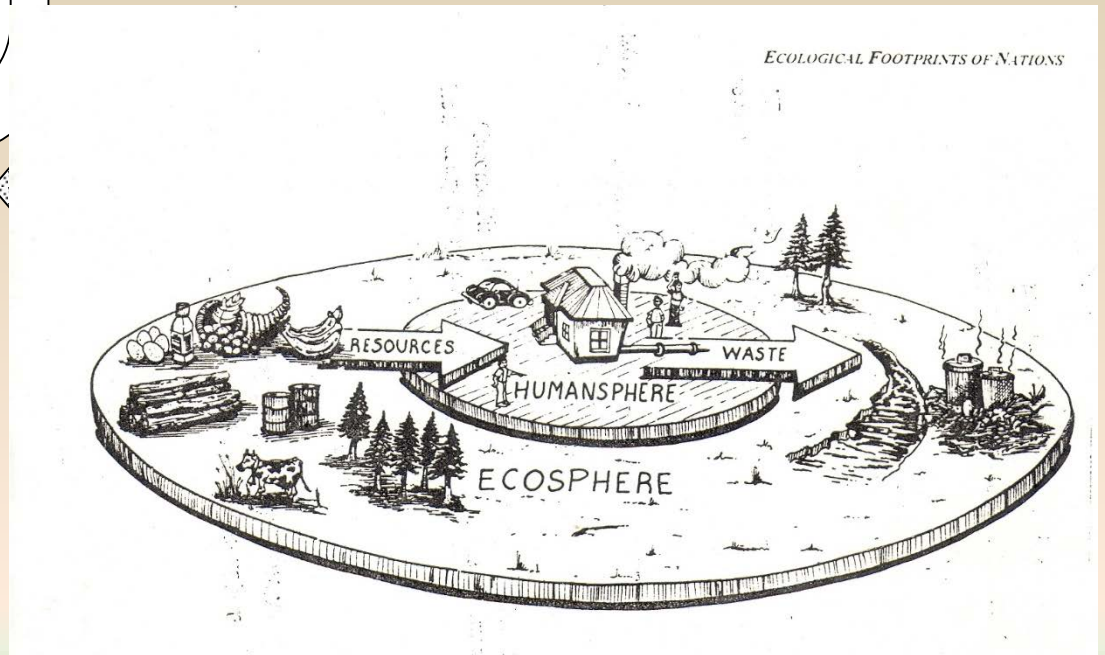 ECOLOGICAL FOOTPRINTS OF NATIONS
RESOURCES
WASTE
HUMANSPHERE
ECOSPHERE